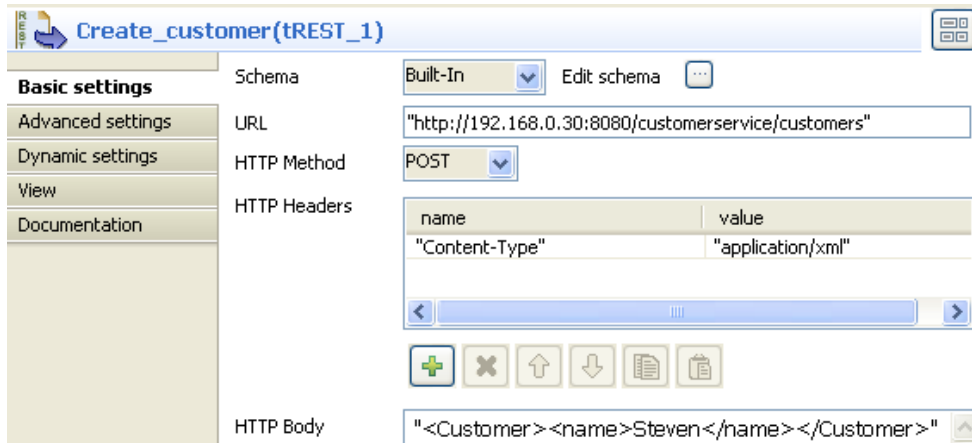 REST
Create_customer(tREST_1)
Basic settings
Advanced settings
Dynamic settings
View
Documentation
Schema
Built-In
Edit schema
...
URL
"http://192.168.0.30:8080/customerservice/customers"
HTTP Method
POST
HTTP Headers
name
value
"Content-Type"
"application/xml"
HTTP Body
"<Customer><name>Steven</name></Customer>"